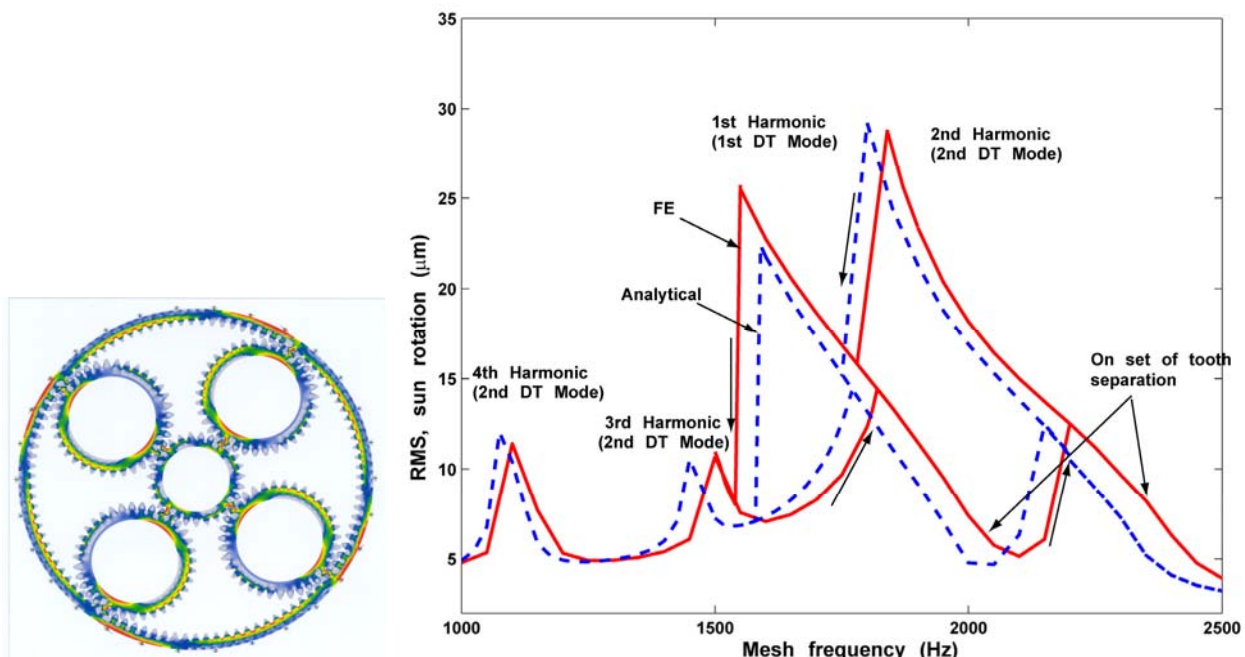 35
30
25
20
15
10
5
RMS, sun rotation (μm)
1st Harmonic
(1st DT Mode)
2nd Harmonic
(2nd DT Mode)
FE
Analytical
4th Harmonic
(2nd DT Mode)
3rd Harmonic
(2nd DT Mode)
On set of tooth
separation
1000
1500
2000
2500
Mesh frequency (Hz)